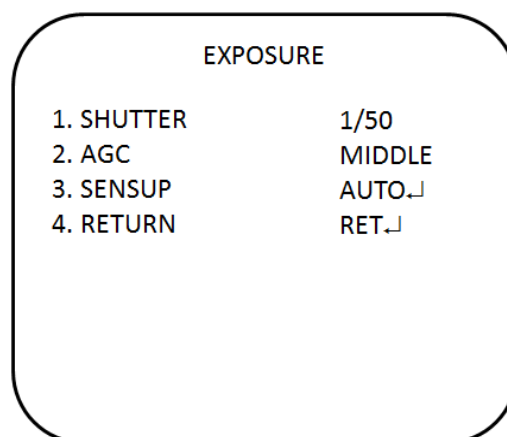 EXPOSURE
1. SHUTTER 1/50
2. AGC MIDDLE
3. SENSUP AUTO↵
4. RETURN RET↵